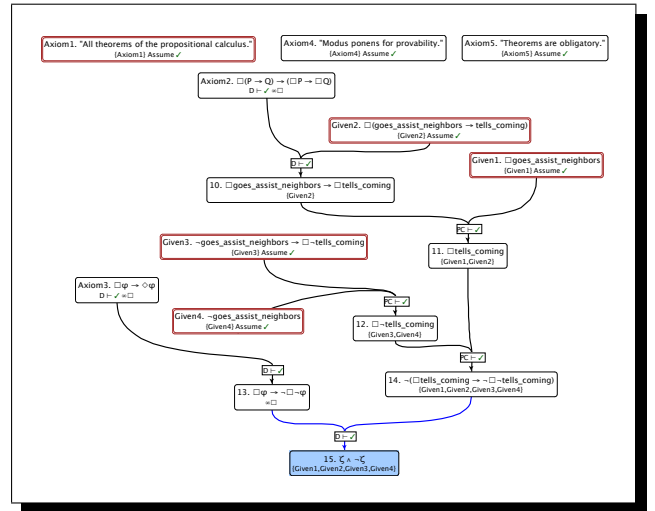 Axiom1. "All theorems of the propositional calculus."
{Axiom1} Assume ✓
Axiom4. "Modus ponens for provability."
{Axiom4} Assume ✓
Axiom5. "Theorems are obligatory."
{Axiom5} Assume ✓
Axiom2. □(P → Q) → (□P → □Q)
D ⊢ ✓ ∞□
Given2. □(goes_assist_neighbors → tells_coming)
{Given2} Assume ✓
D ⊢ ✓
Given1. □goes_assist_neighbors
{Given1} Assume ✓
10. □goes_assist_neighbors → □tells_coming
{Given2}
PC ⊢ ✓
Given3. ¬goes_assist_neighbors → □¬tells_coming
{Given3} Assume ✓
11. □tells_coming
{Given1,Given2}
Axiom3. □φ → ◇φ
D ⊢ ✓ ∞□
PC ⊢ ✓
Given4. ¬goes_assist_neighbors
{Given4} Assume ✓
12. □¬tells_coming
{Given3,Given4}
PC ⊢ ✓
D ⊢ ✓
14. ¬(□tells_coming → ¬□¬tells_coming)
{Given1,Given2,Given3,Given4}
13. □φ → ¬□¬φ
∞□
D ⊢ ✓
15. ζ ∧ ¬ζ
{Given1,Given2,Given3,Given4}